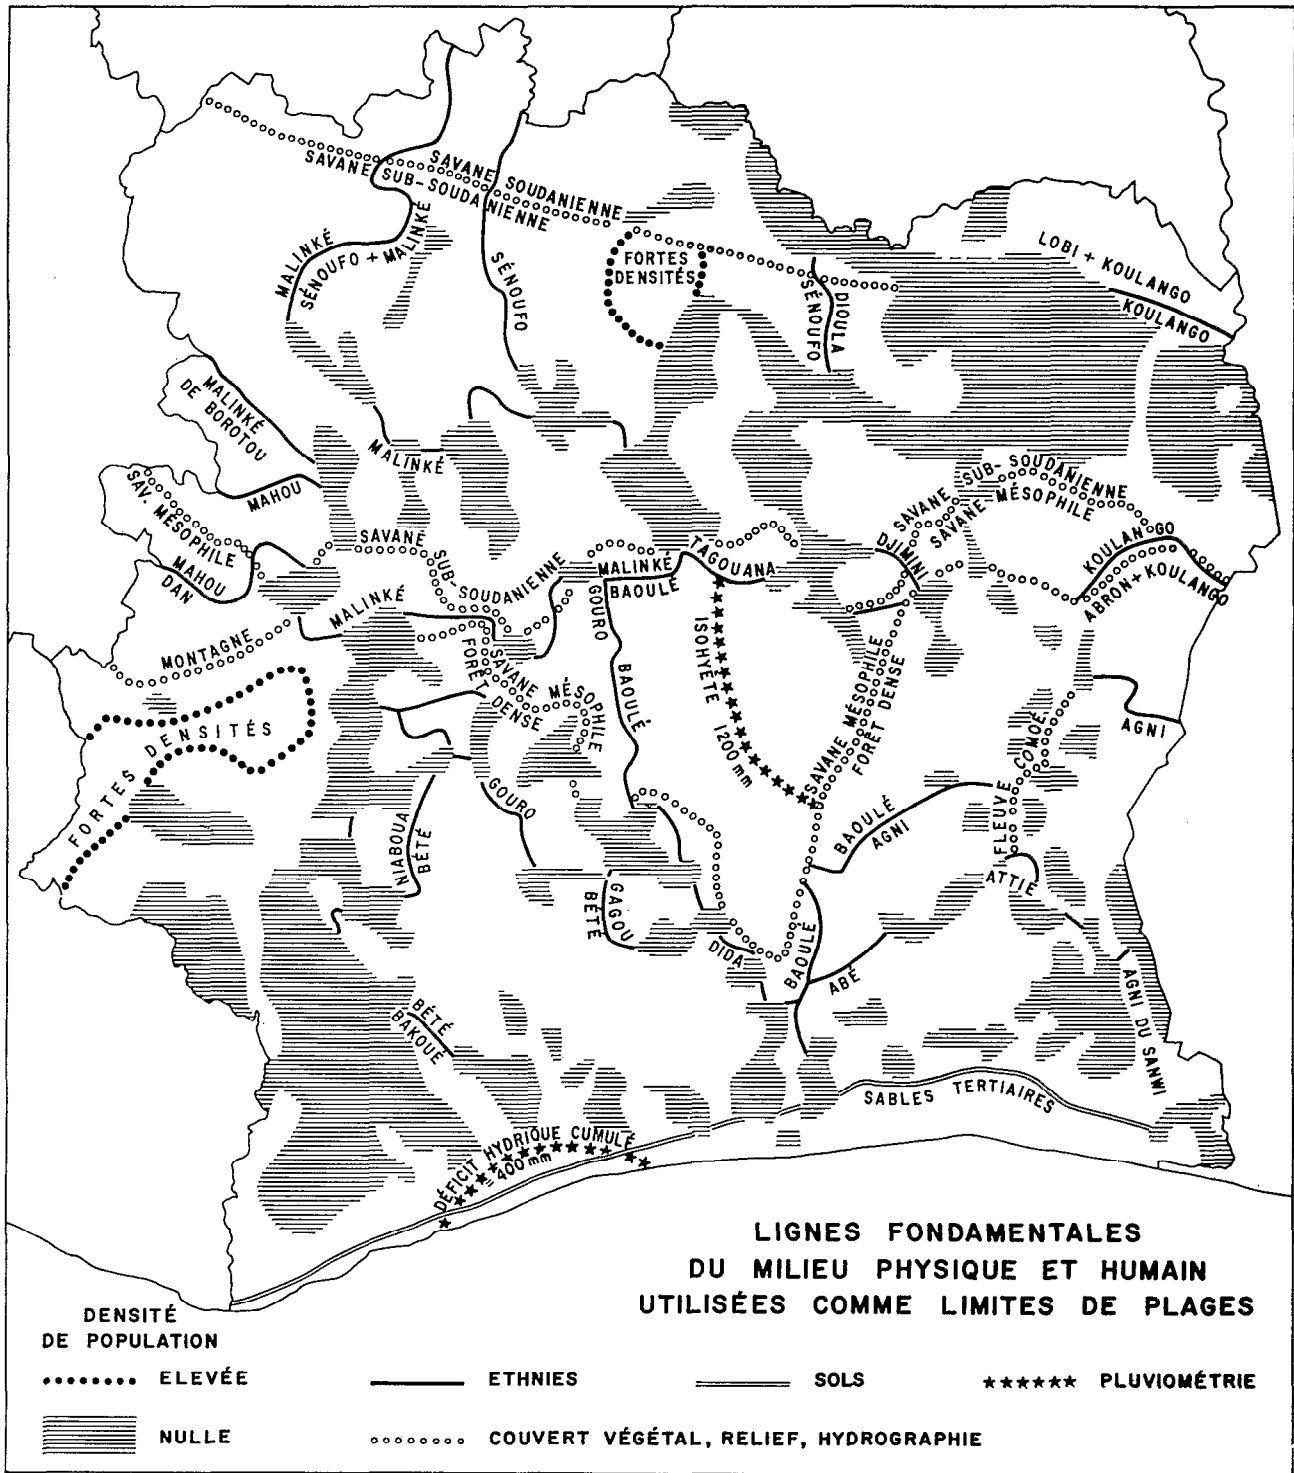 SAVANE SOUDANIENNE
SAVANE SUB-SOUDANIENNE
MALINKÉ
SÉNOUFO + MALINKÉ
SÉNOUFO
FORTES
DENSITÉS
SÉNOUFO
DIOULA
LOBI + KOULANGO
KOULANGO
MALINKÉ
DE BOROTOU
MALINKÉ
MAHOU
SAV. MÉSOPHILE
MAHOU
DAN
SAVANE SUB-SOUDANIENNE
SAVANE SUB-SOUDANIENNE
SAVANE MÉSOPHILE
TAGOUANA
DJIMINI
KOULANGO
ABRON + KOULANGO
MALINKÉ
BAOULÉ
MALINKÉ
MONTAGNE
GOURO
BAOULÉ
ISOHYÉTE 1200 mm
SAVANE MÉSOPHILE
FORÊT DENSE
SAVANE MÉSOPHILE
FORÊT DENSE
FORTES DENSITÉS
AGNI
FLEUVE COMOÉ
GOURO
NIABOUA
BÉTÉ
BAOULÉ
AGNI
ATTIÉ
GAGOU
BÉTÉ
DIDA
BAOULÉ
ABÉ
AGNI DU SANWI
BÉTÉ
BAKOUÉ
SABLES TERTIAIRES
DÉFICIT HYDRIQUE CUMULÉ
= 400 mm
LIGNES FONDAMENTALES
DU MILIEU PHYSIQUE ET HUMAIN
UTILISÉES COMME LIMITES DE PLAGES
DENSITÉ
DE POPULATION
ELEVÉE
ETHNIES
SOLS
PLUVIOMÉTRIE
NULLE
COUVERT VÉGÉTAL, RELIEF, HYDROGRAPHIE